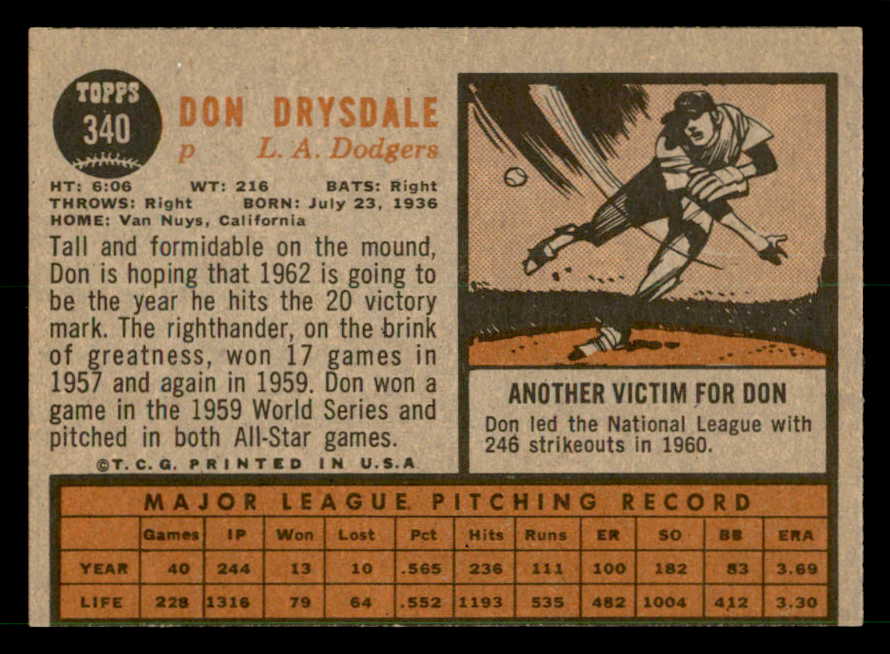 TOPPS
340
DON DRYSDALE
p L. A. Dodgers
HT: 6:06 WT: 216 BATS: Right
THROWS: Right BORN: July 23, 1936
HOME: Van Nuys, California
Tall and formidable on the mound,
Don is hoping that 1962 is going to
be the year he hits the 20 victory
mark. The righthander, on the brink
of greatness, won 17 games in
1957 and again in 1959. Don won a
game in the 1959 World Series and
pitched in both All-Star games.
©T. C. G. PRINTED IN U.S.A
ANOTHER VICTIM FOR DON
Don led the National League with
246 strikeouts in 1960.
MAJOR LEAGUE PITCHING RECORD
Games IP Won Lost Pct Hits Runs ER SO BB ERA
YEAR 40 244 13 10 .565 236 111 100 182 83 3.69
LIFE 228 1316 79 64 .552 1193 535 482 1004 412 3.30